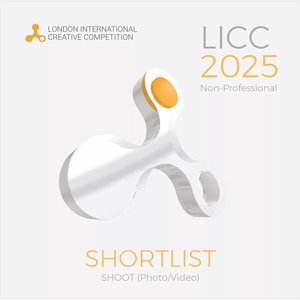 LONDON INTERNATIONAL
CREATIVE COMPETITION
LICC
2025
Non-Professional
SHORTLIST
SHOOT (Photo/Video)